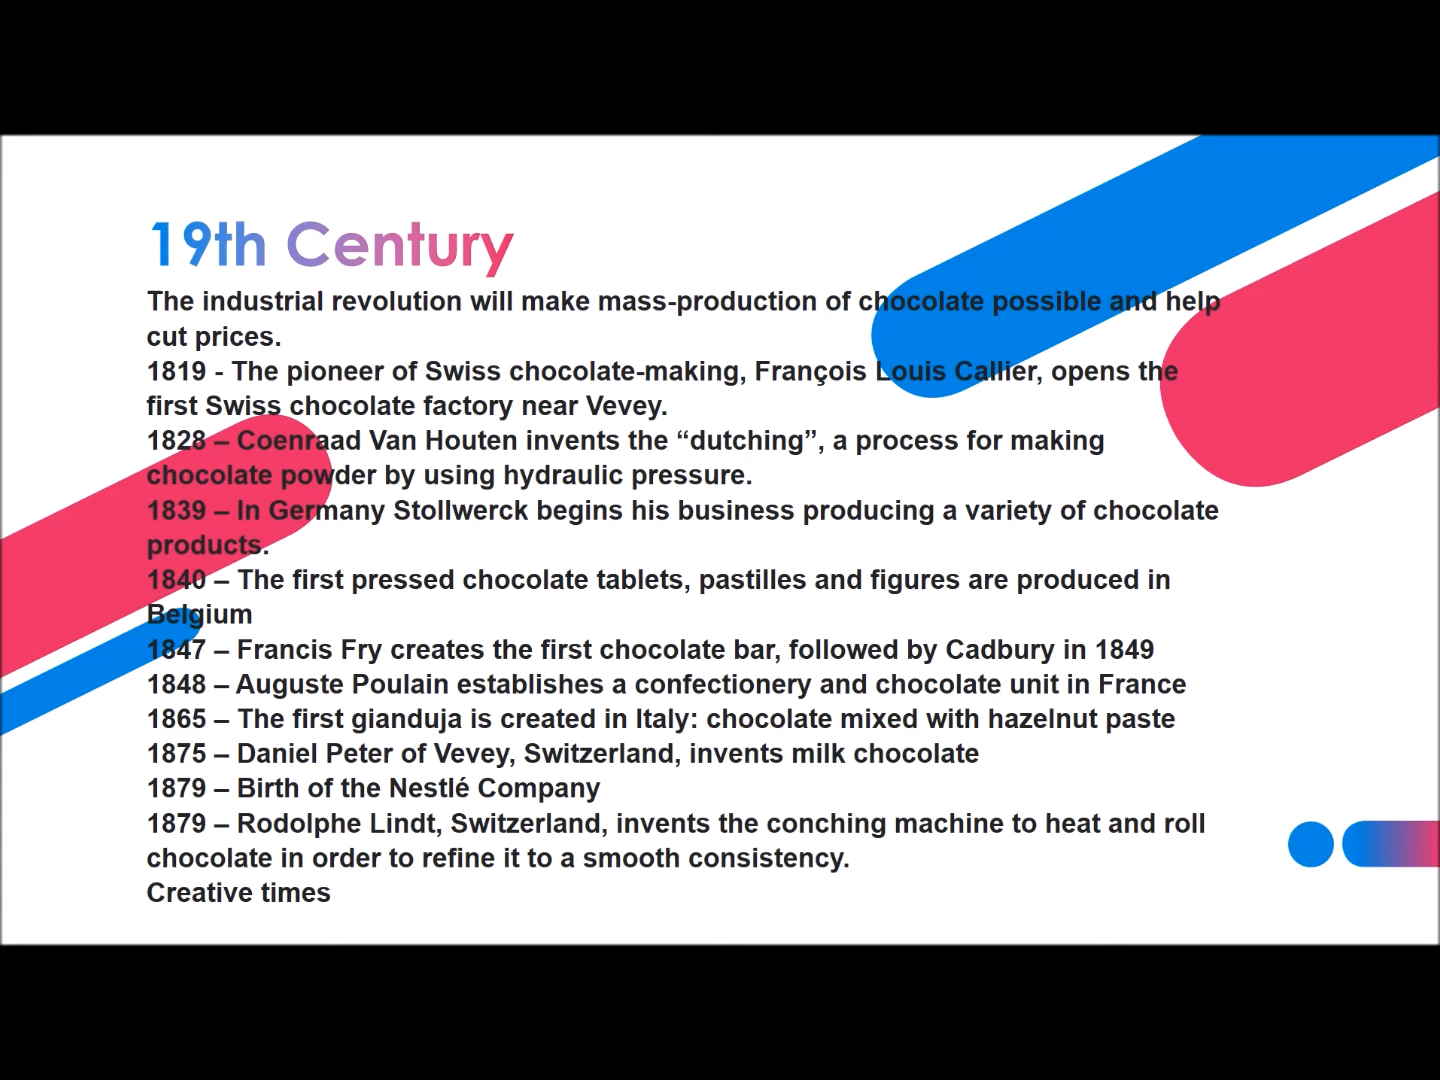 19th Century
The industrial revolution will make mass-production of chocolate possible and help
cut prices.
1819 - The pioneer of Swiss chocolate-making, François Louis Callier, opens the
first Swiss chocolate factory near Vevey.
1828 – Coenraad Van Houten invents the “dutching”, a process for making
chocolate powder by using hydraulic pressure.
1839 – In Germany Stollwerck begins his business producing a variety of chocolate
products.
1840 – The first pressed chocolate tablets, pastilles and figures are produced in
Belgium
1847 – Francis Fry creates the first chocolate bar, followed by Cadbury in 1849
1848 – Auguste Poulain establishes a confectionery and chocolate unit in France
1865 – The first gianduja is created in Italy: chocolate mixed with hazelnut paste
1875 – Daniel Peter of Vevey, Switzerland, invents milk chocolate
1879 – Birth of the Nestlé Company
1879 – Rodolphe Lindt, Switzerland, invents the conching machine to heat and roll
chocolate in order to refine it to a smooth consistency.
Creative times